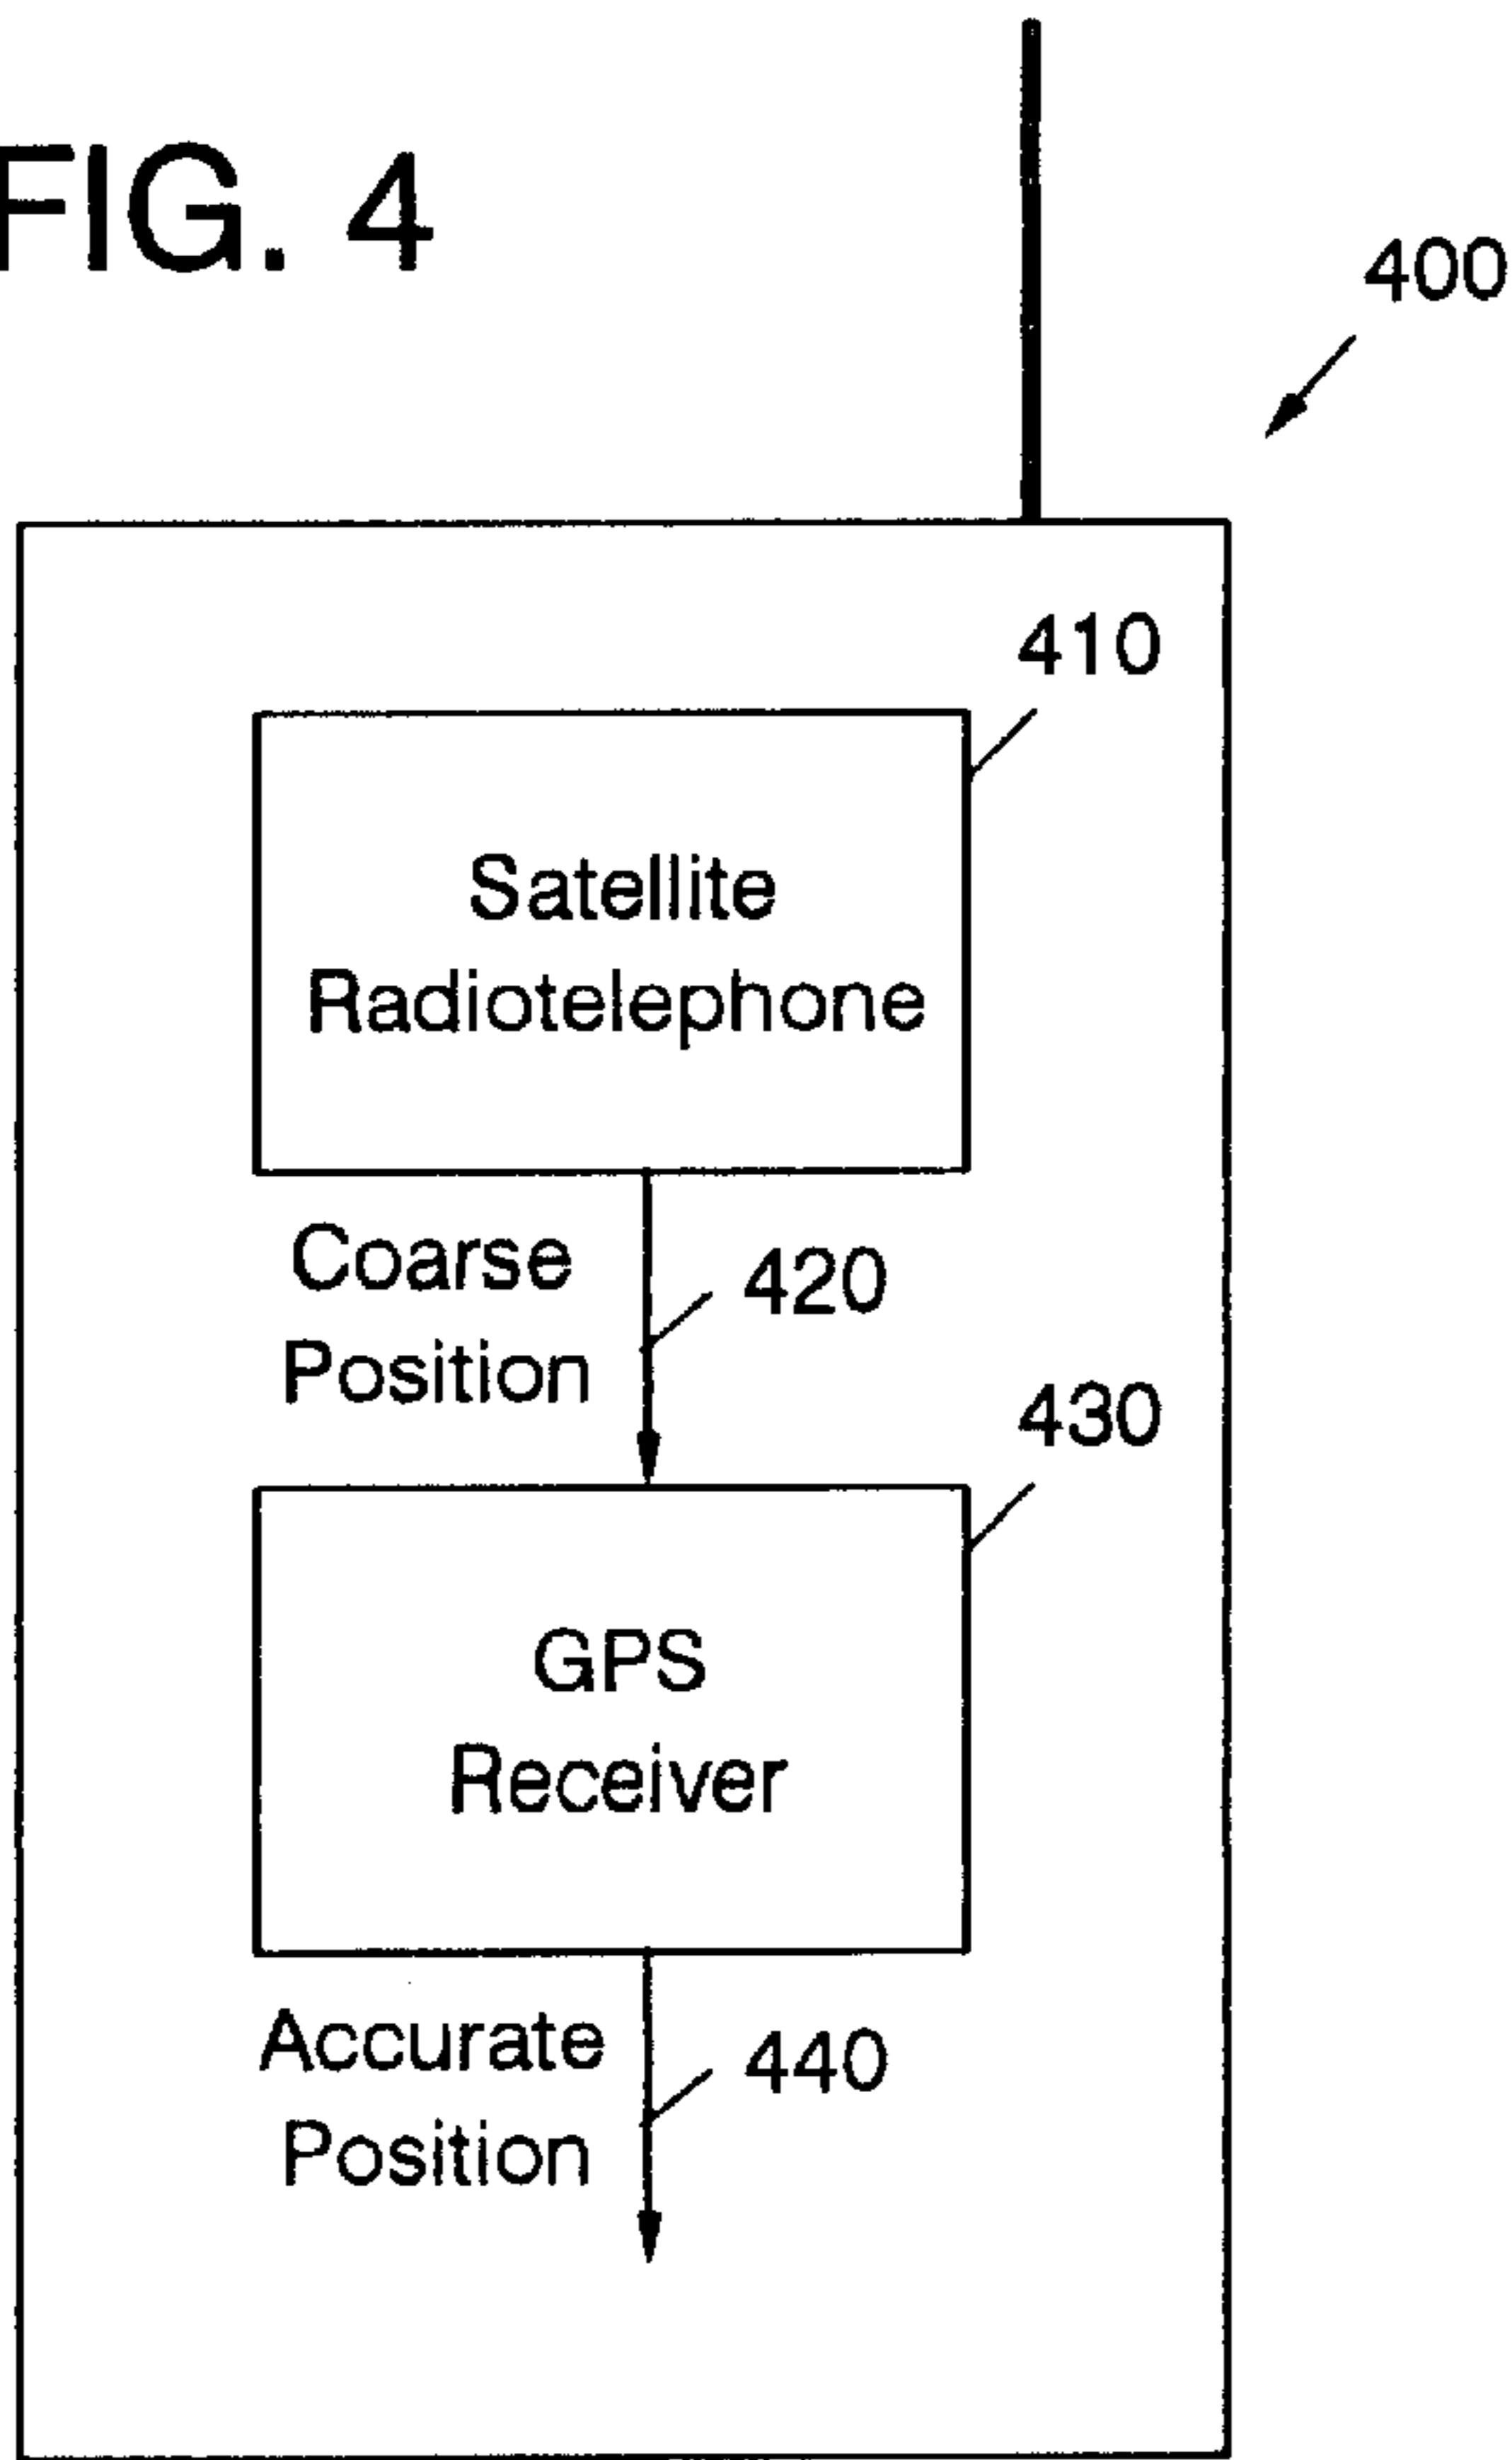 FIG. 4
400
410
Satellite
Radiotelephone
Coarse
Position
420
430
GPS
Receiver
Accurate
Position
440